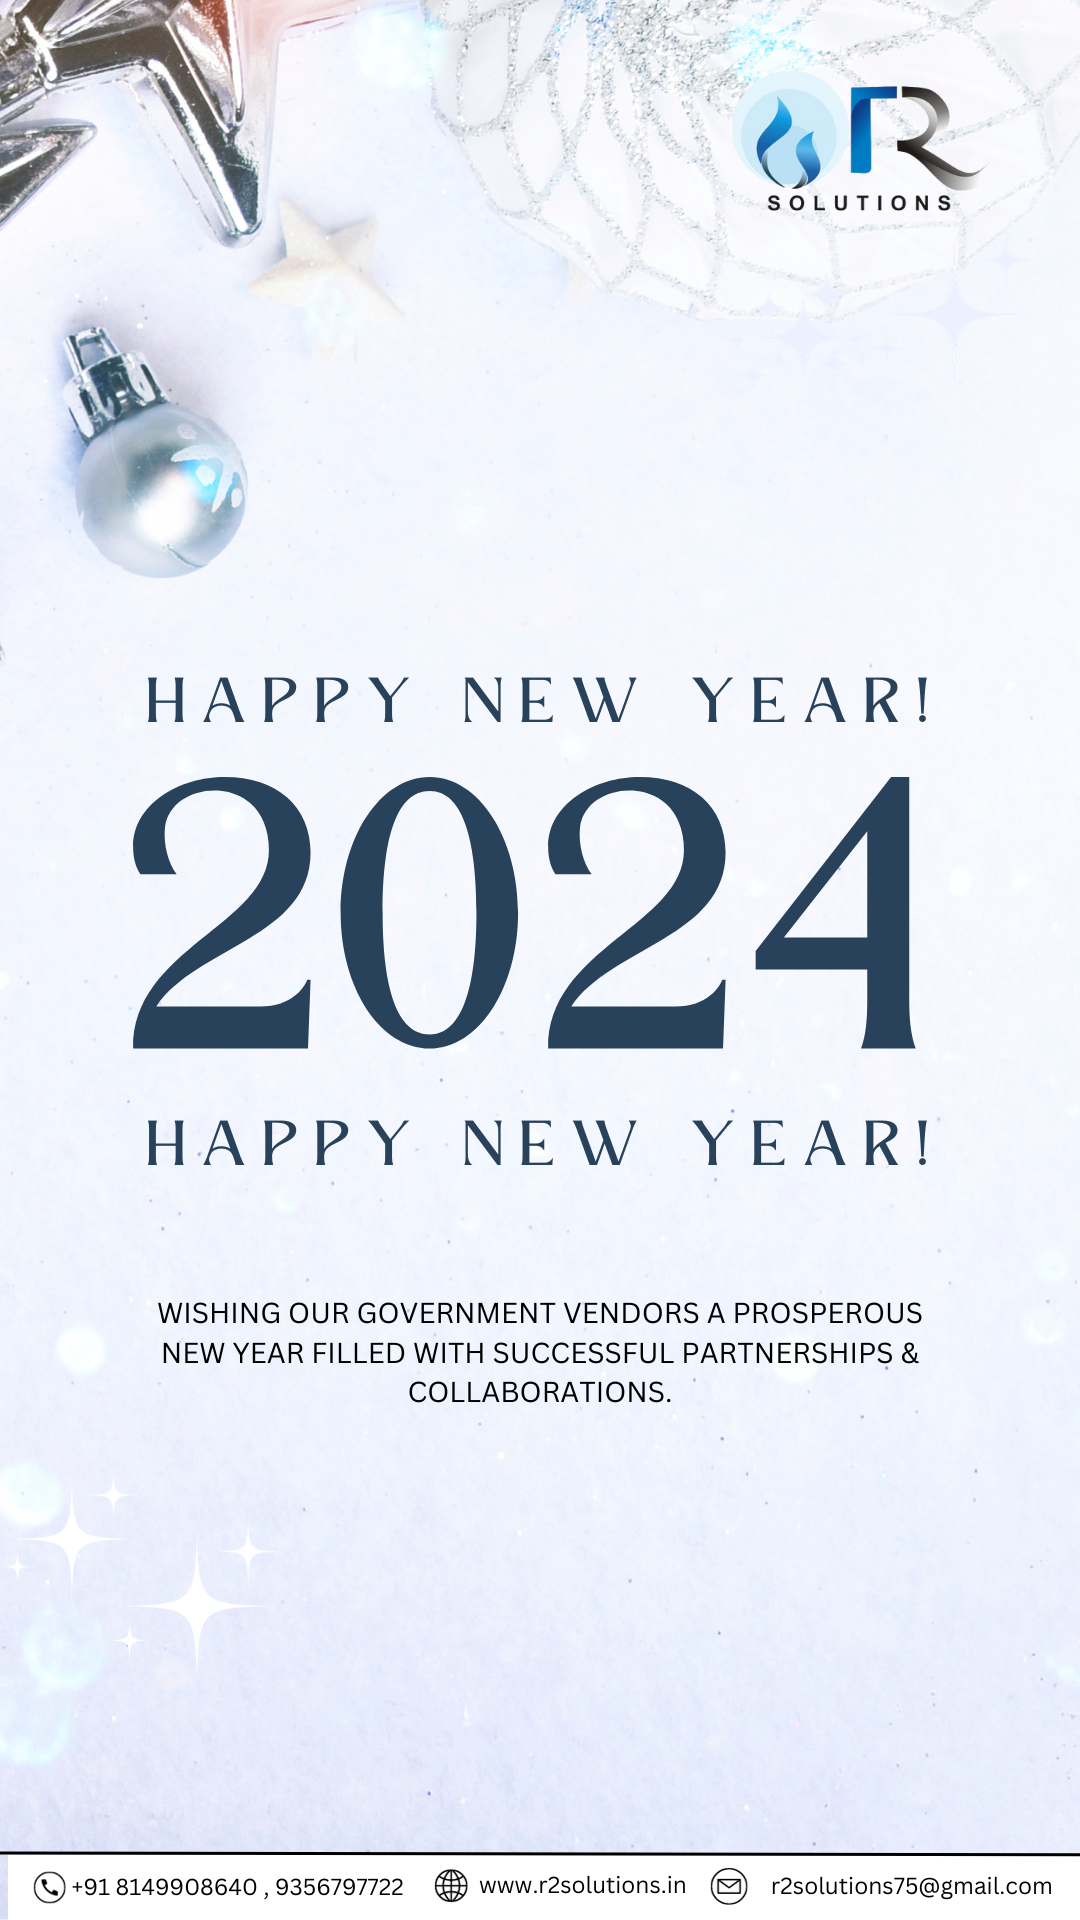 rR
SOLUTIONS
HAPPY NEW YEAR!
2024
HAPPY NEW YEAR!
WISHING OUR GOVERNMENT VENDORS A PROSPEROUS
NEW YEAR FILLED WITH SUCCESSFUL PARTNERSHIPS &
COLLABORATIONS.
+91 8149908640 , 9356797722 www.r2solutions.in r2solutions75@gmail.com